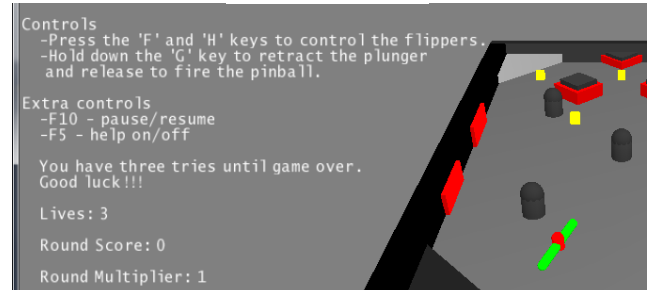 Controls
-Press the 'F' and 'H' keys to control the flippers.
-Hold down the 'G' key to retract the plunger
and release to fire the pinball.
Extra controls
-F10 - pause/resume
-F5 - help on/off
You have three tries until game over.
Good luck!!!
Lives: 3
Round Score: 0
Round Multiplier: 1